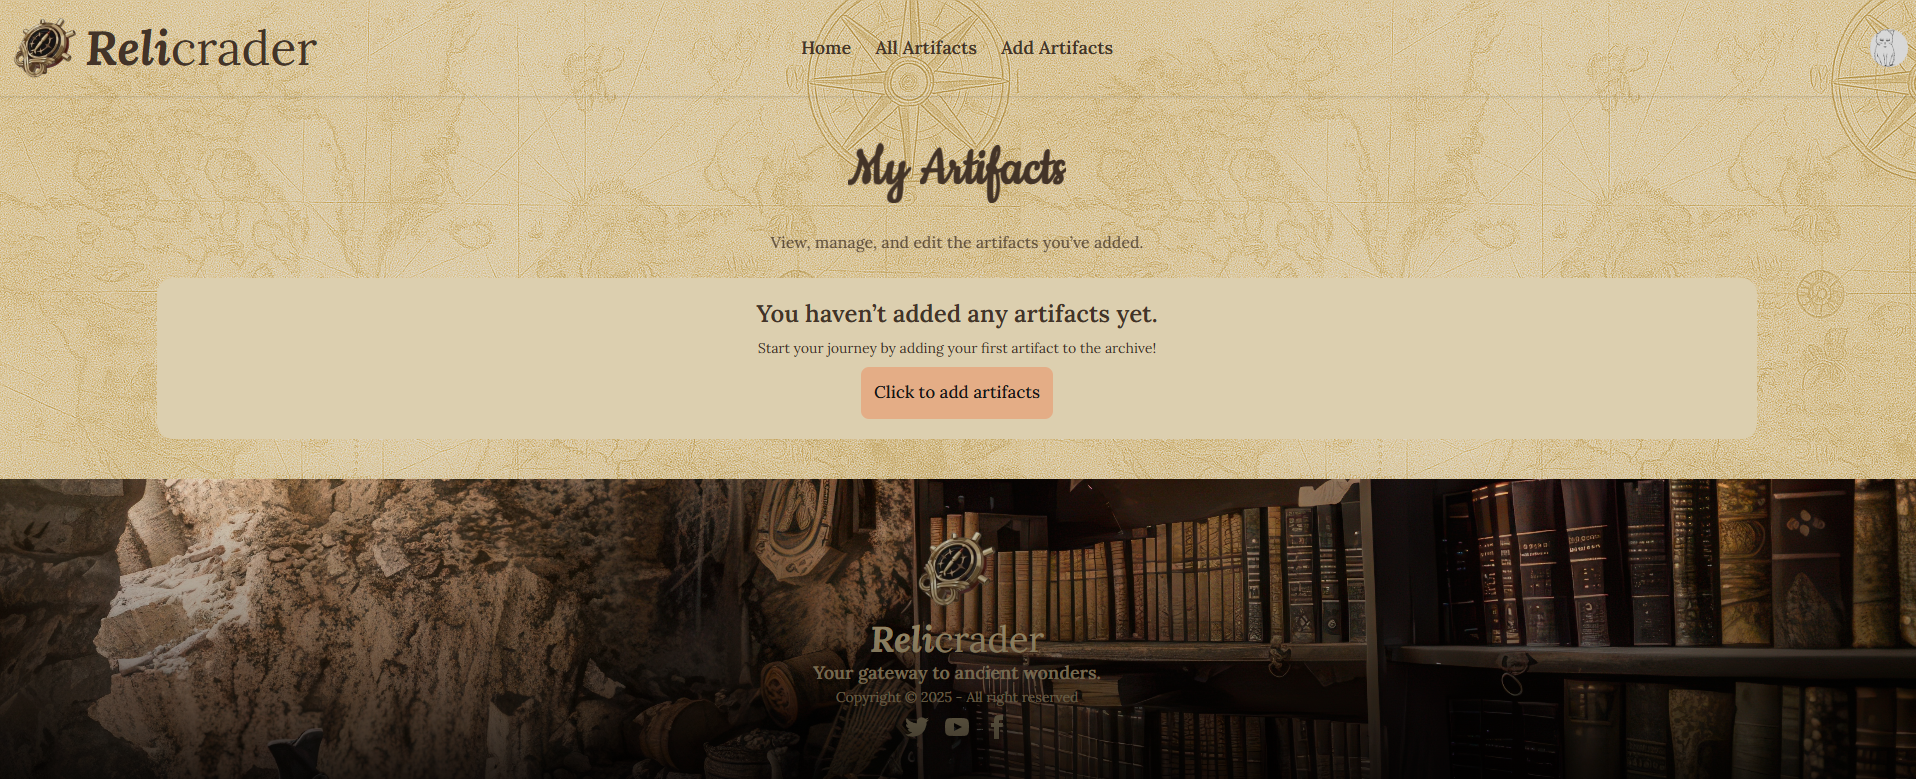 Relicrader
Home All Artifacts Add Artifacts
My Artifacts
View, manage, and edit the artifacts you’ve added.
You haven’t added any artifacts yet.
Start your journey by adding your first artifact to the archive!
Click to add artifacts
Relicrader
Your gateway to ancient wonders.
Copyright © 2025 - All right reserved